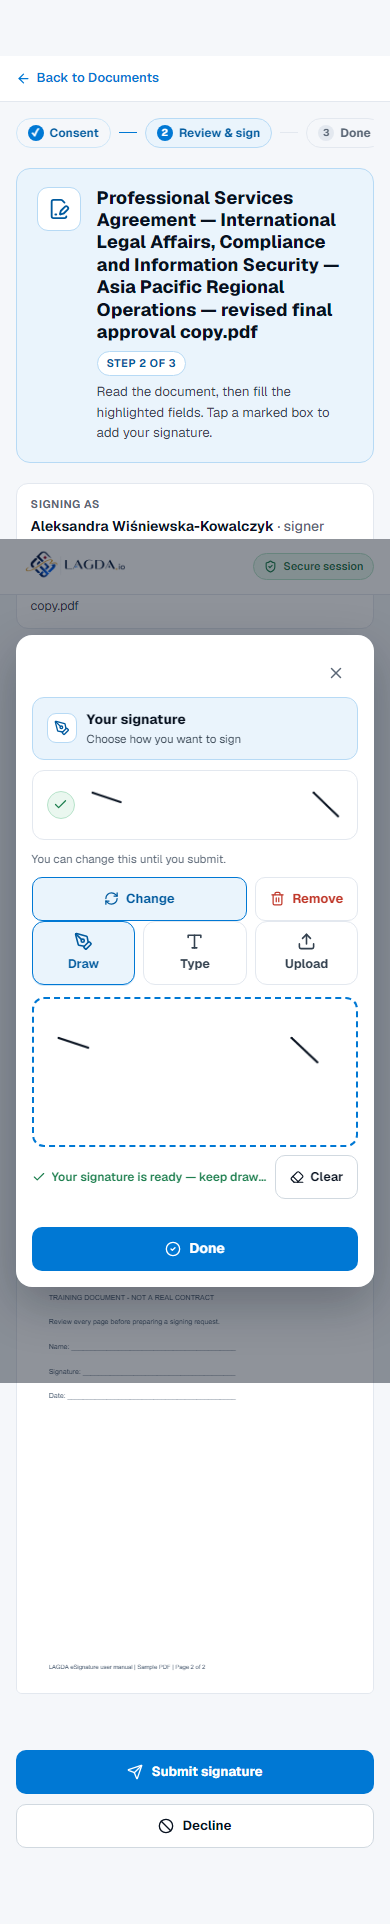 Back to Documents
Consent
2 Review & sign
3 Done
Professional Services
Agreement — International
Legal Affairs, Compliance
and Information Security —
Asia Pacific Regional
Operations — revised final
approval copy.pdf
STEP 2 OF 3
Read the document, then fill the
highlighted fields. Tap a marked box to
add your signature.
SIGNING AS
Aleksandra Wiśniewska-Kowalczyk · signer
LAGDA.io
Secure session
copy.pdf
Your signature
Choose how you want to sign
You can change this until you submit.
Change
Remove
Draw
Type
Upload
Your signature is ready — keep draw...
Clear
Done
TRAINING DOCUMENT - NOT A REAL CONTRACT
Review every page before preparing a signing request.
Name:
Signature:
Date:
LAGDA eSignature user manual | Sample PDF | Page 2 of 2
Submit signature
Decline